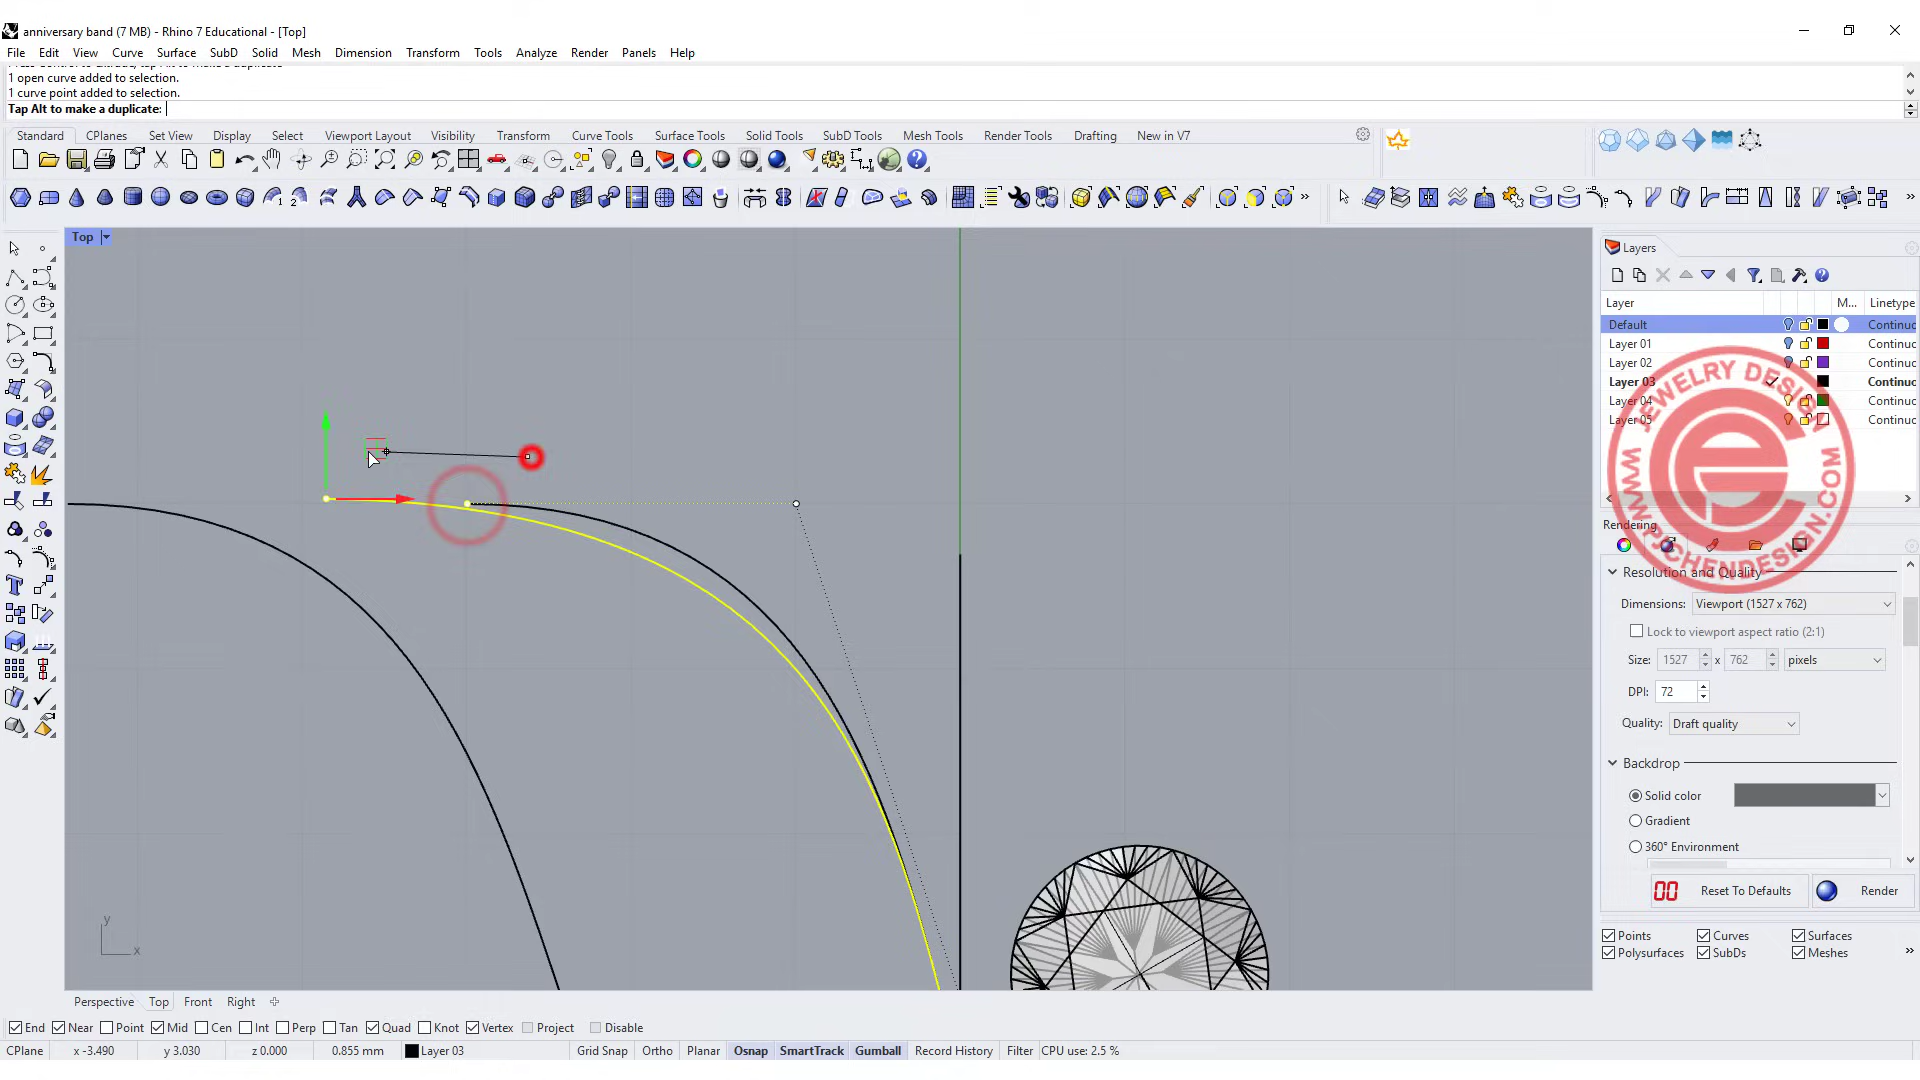 anniversary band (7 MB) - Rhino 7 Educational - [Top]
File Edit View Curve Surface SubD Solid Mesh Dimension Transform Tools Analyze Render Panels Help
1 open curve added to selection.
1 curve point added to selection.
Tap Alt to make a duplicate:
Standard CPlanes Set View Display Select Viewport Layout Visibility Transform Curve Tools Surface Tools Solid Tools SubD Tools Mesh Tools Render Tools Drafting New in V7
Top
Layers
Layer M... Linetype
Default Continuc
Layer 01 Continuc
Layer 02 Continuc
Layer 03 Continuc
Layer 04 Continuc
Layer 05 Continuc
JEWELRY DESIGN
WWW.PJCHENDESIGN.COM
Rendering
Resolution and Quality
Dimensions: Viewport (1527 x 762)
Lock to viewport aspect ratio (2:1)
Size: 1527 x 762 pixels
DPI: 72
Quality: Draft quality
Backdrop
Solid color
Gradient
360° Environment
Reset To Defaults Render
Points Curves Surfaces
Polysurfaces SubDs Meshes
y
x
Perspective Top Front Right
End Near Point Mid Cen Int Perp Tan Quad Knot Vertex Project Disable
CPlane x -3.490 y 3.030 z 0.000 0.855 mm Layer 03 Grid Snap Ortho Planar Osnap SmartTrack Gumball Record History Filter CPU use: 2.5 %